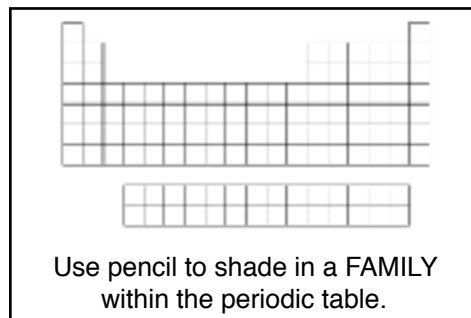 Use pencil to shade in a FAMILY
within the periodic table.